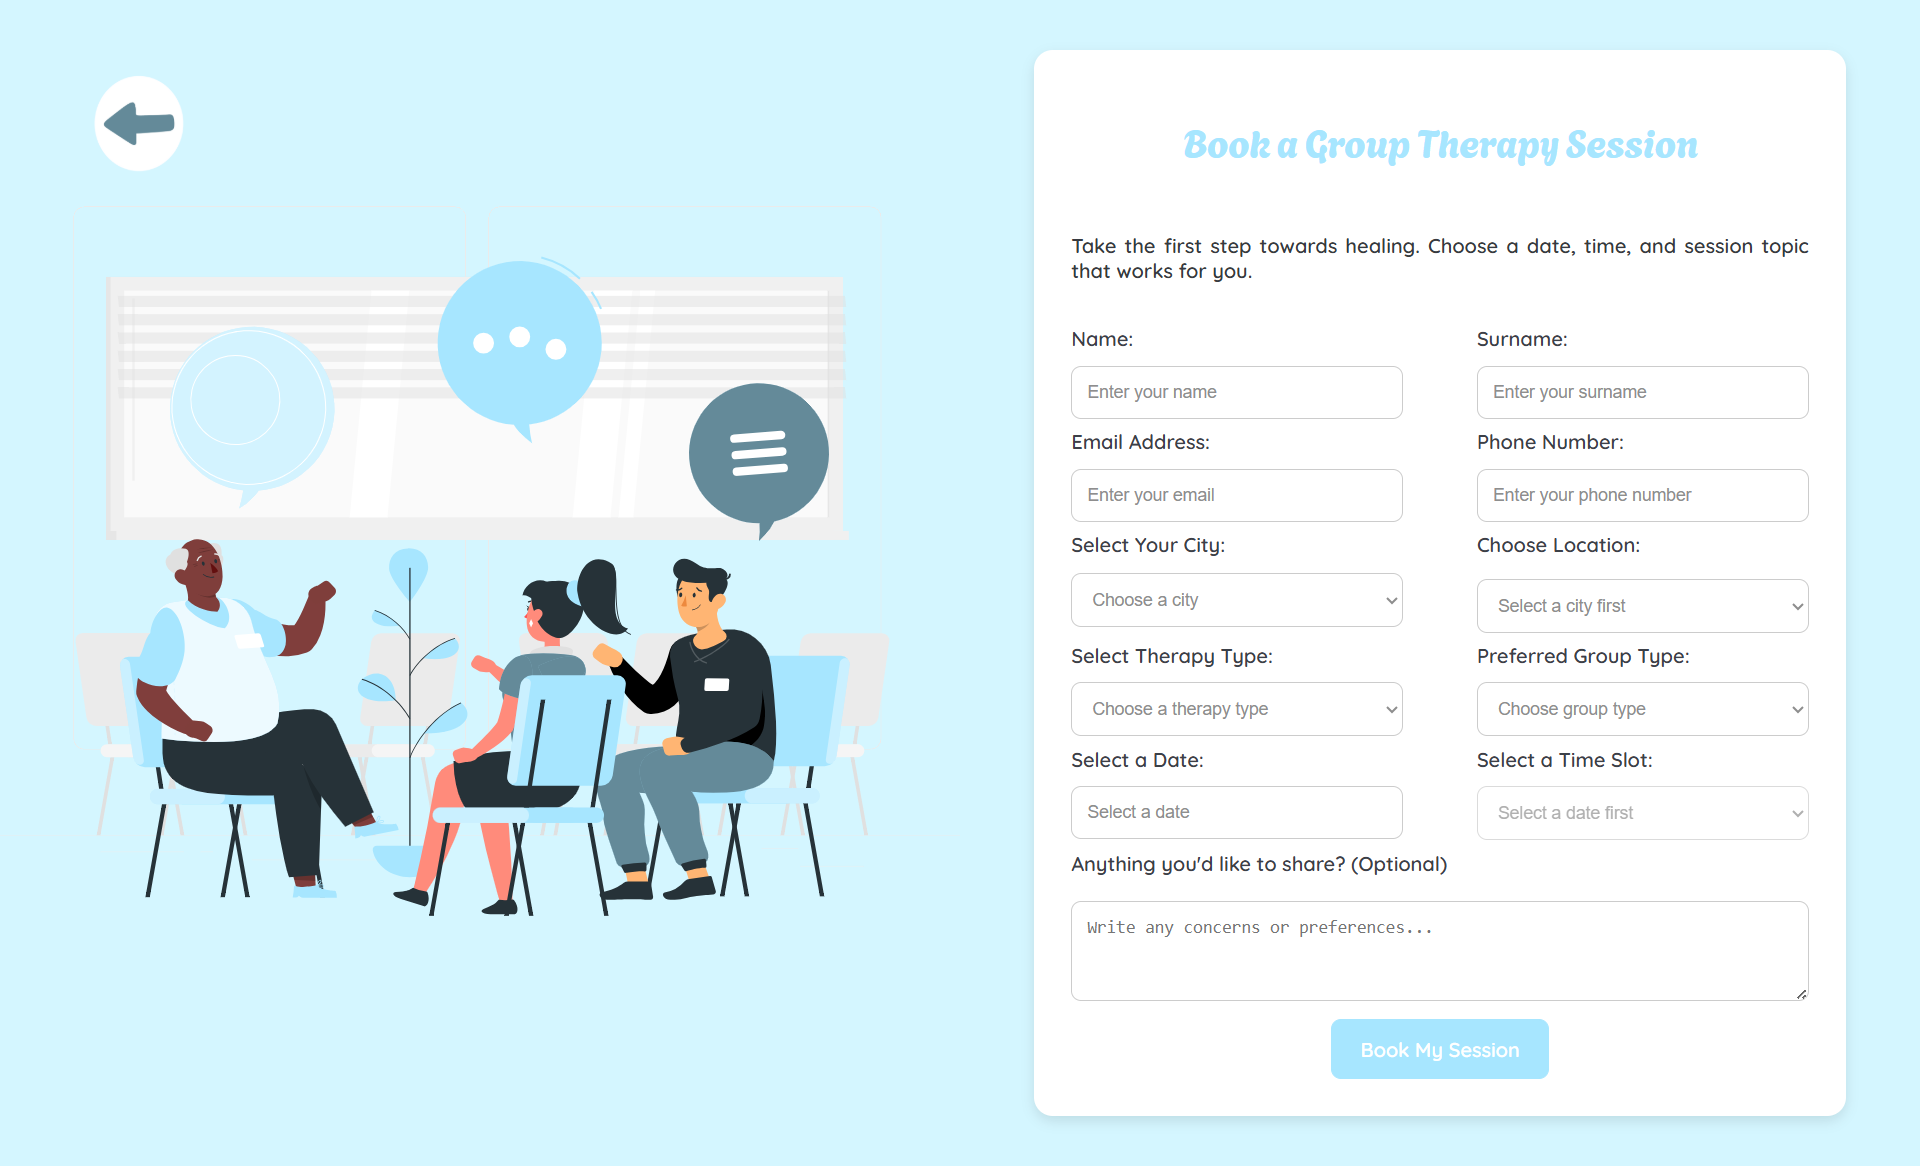 Book a Group Therapy Session
Take the first step towards healing. Choose a date, time, and session topic
that works for you.
Name:
Surname:
Enter your name
Enter your surname
Email Address:
Phone Number:
Enter your email
Enter your phone number
Select Your City:
Choose Location:
Choose a city
Select a city first
Select Therapy Type:
Preferred Group Type:
Choose a therapy type
Choose group type
Select a Date:
Select a Time Slot:
Select a date
Select a date first
Anything you'd like to share? (Optional)
Write any concerns or preferences...
Book My Session